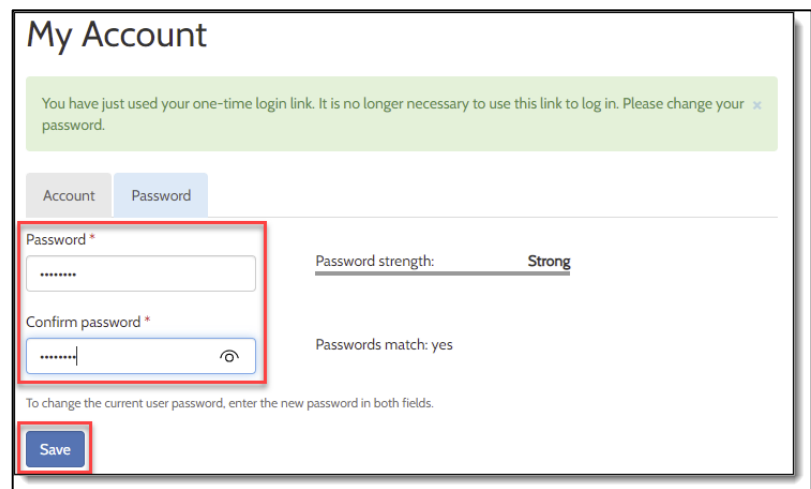 My Account
You have just used your one-time login link. It is no longer necessary to use this link to log in. Please change your ×
password.
Account Password
Password *
••••••••
Password strength: Strong
Confirm password *
••••••••
Passwords match: yes
To change the current user password, enter the new password in both fields.
Save